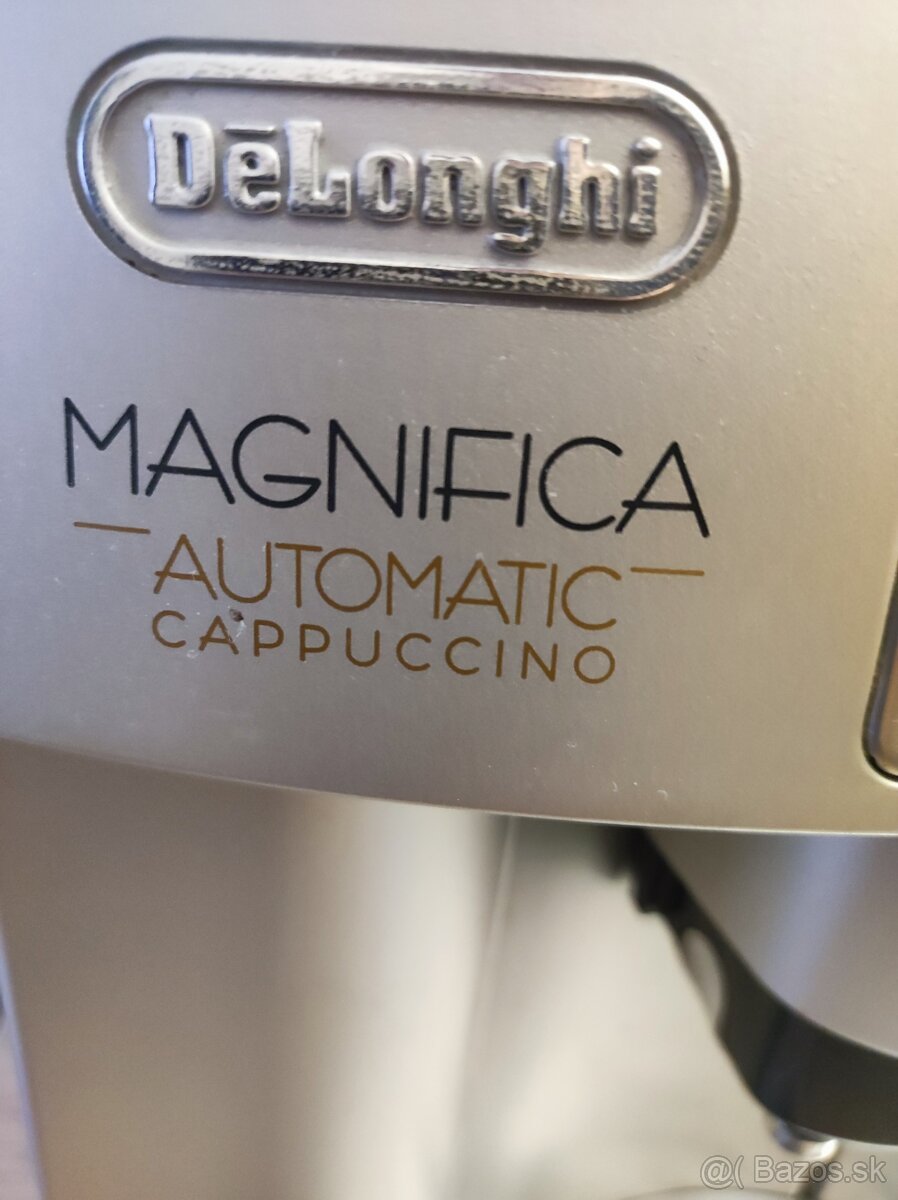 DēLonghi
MAGNIFICA
AUTOMATIC
CAPPUCCINO
@( Bazos.sk